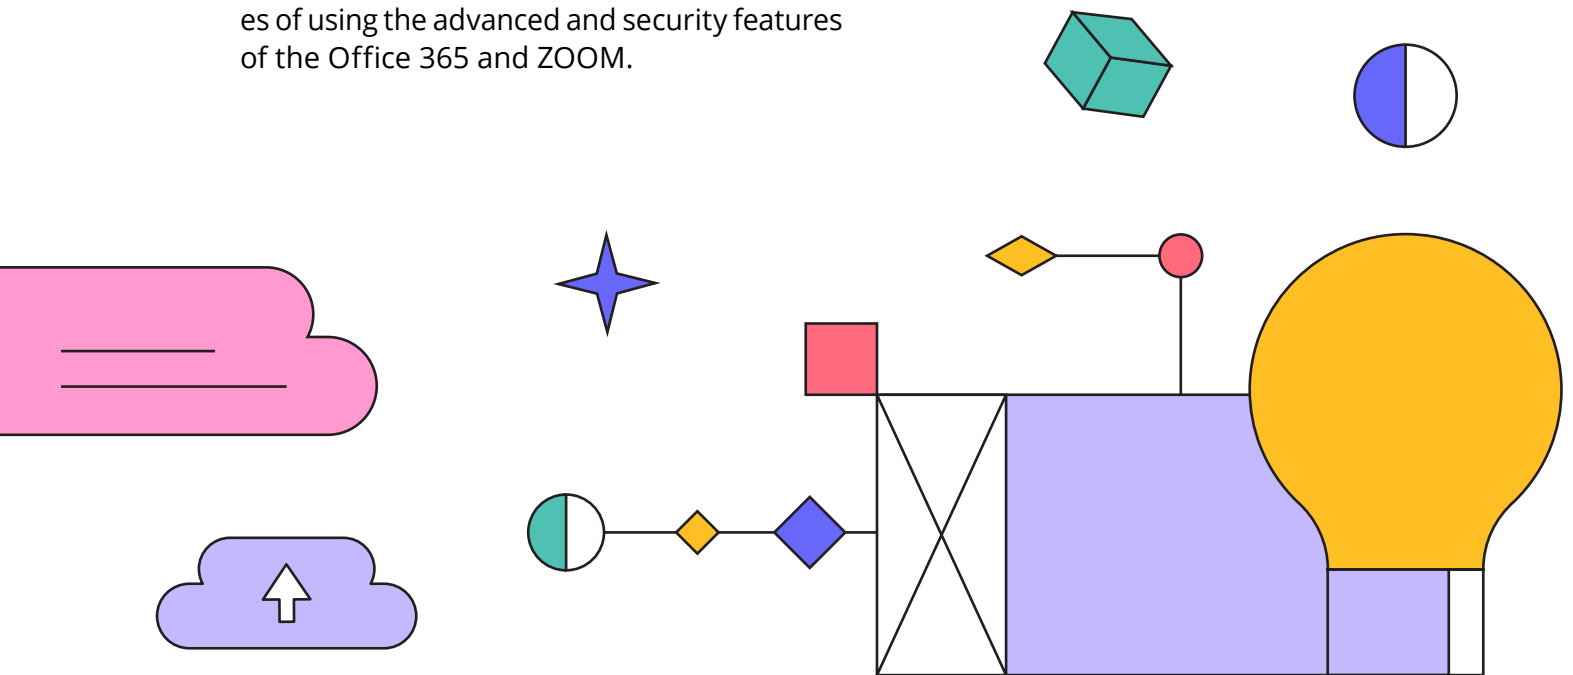 es of using the advanced and security features
of the Office 365 and ZOOM.